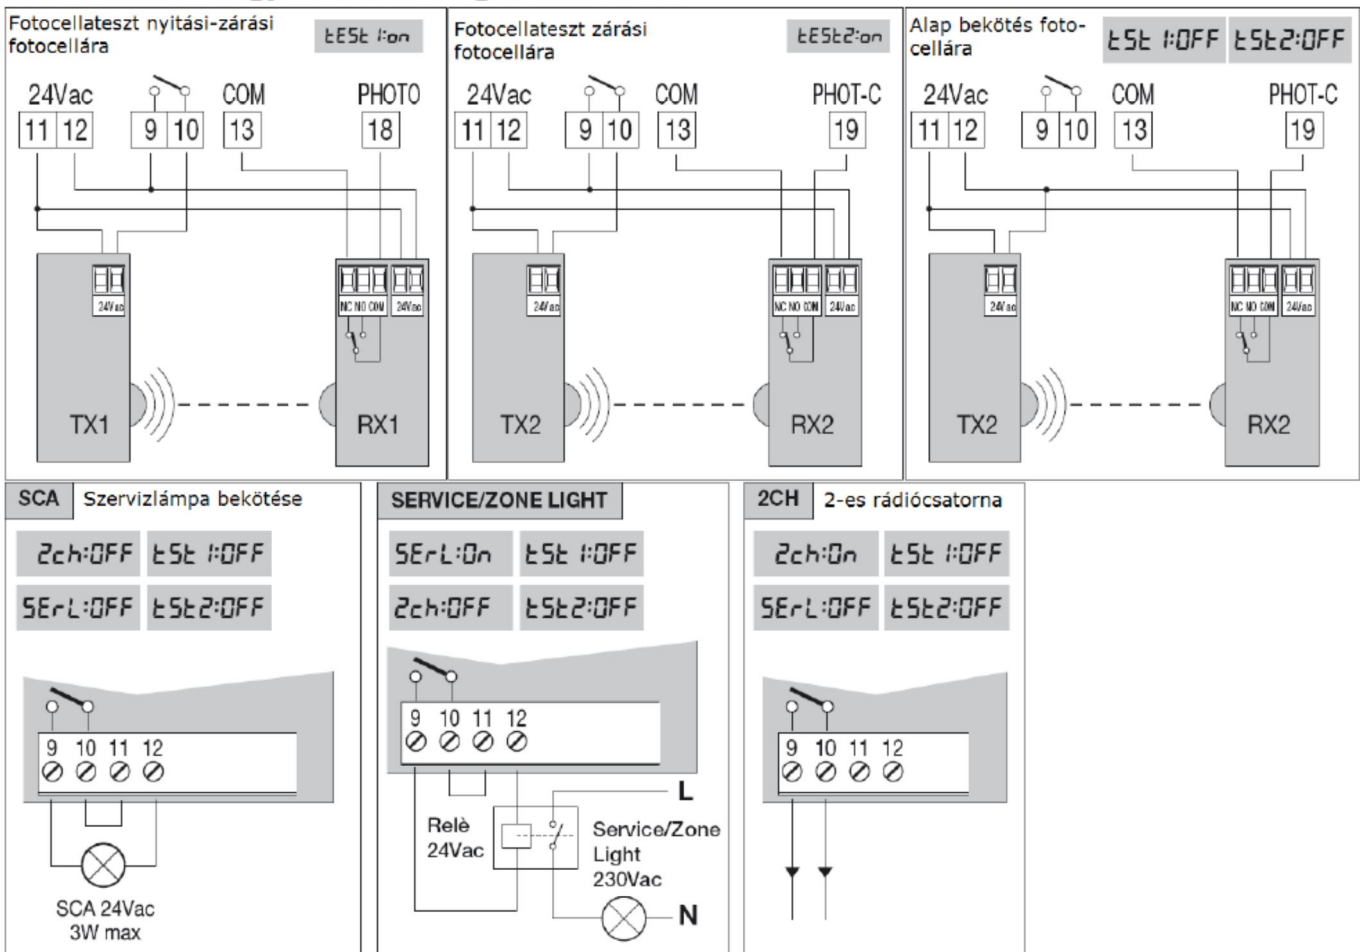 Fotocellateszt nyitási-zárási
fotocellára
tESt 1:on
24Vac
COM
PHOTO
11 12
9 10
13
18
24Vac
NC NO COM
24Vac
TX1
RX1
Fotocellateszt zárási
fotocellára
tESt2:on
24Vac
COM
PHOT-C
11 12
9 10
13
19
24Vac
NC NO COM
24Vac
TX2
RX2
Alap bekötés foto-
cellára
tSt 1:OFF tSt2:OFF
24Vac
COM
PHOT-C
11 12
9 10
13
19
24Vac
NC NO COM
24Vac
TX2
RX2
SCA Szervizlámpa bekötése
2ch:OFF tSt 1:OFF
SErL:OFF tSt2:OFF
9 10 11 12
SCA 24Vac
3W max
SERVICE/ZONE LIGHT
SErL:On tSt 1:OFF
2ch:OFF tSt2:OFF
9 10 11 12
L
Relè
24Vac
Service/Zone
Light
230Vac
N
2CH 2-es rádiócsatorna
2ch:On tSt 1:OFF
SErL:OFF tSt2:OFF
9 10 11 12